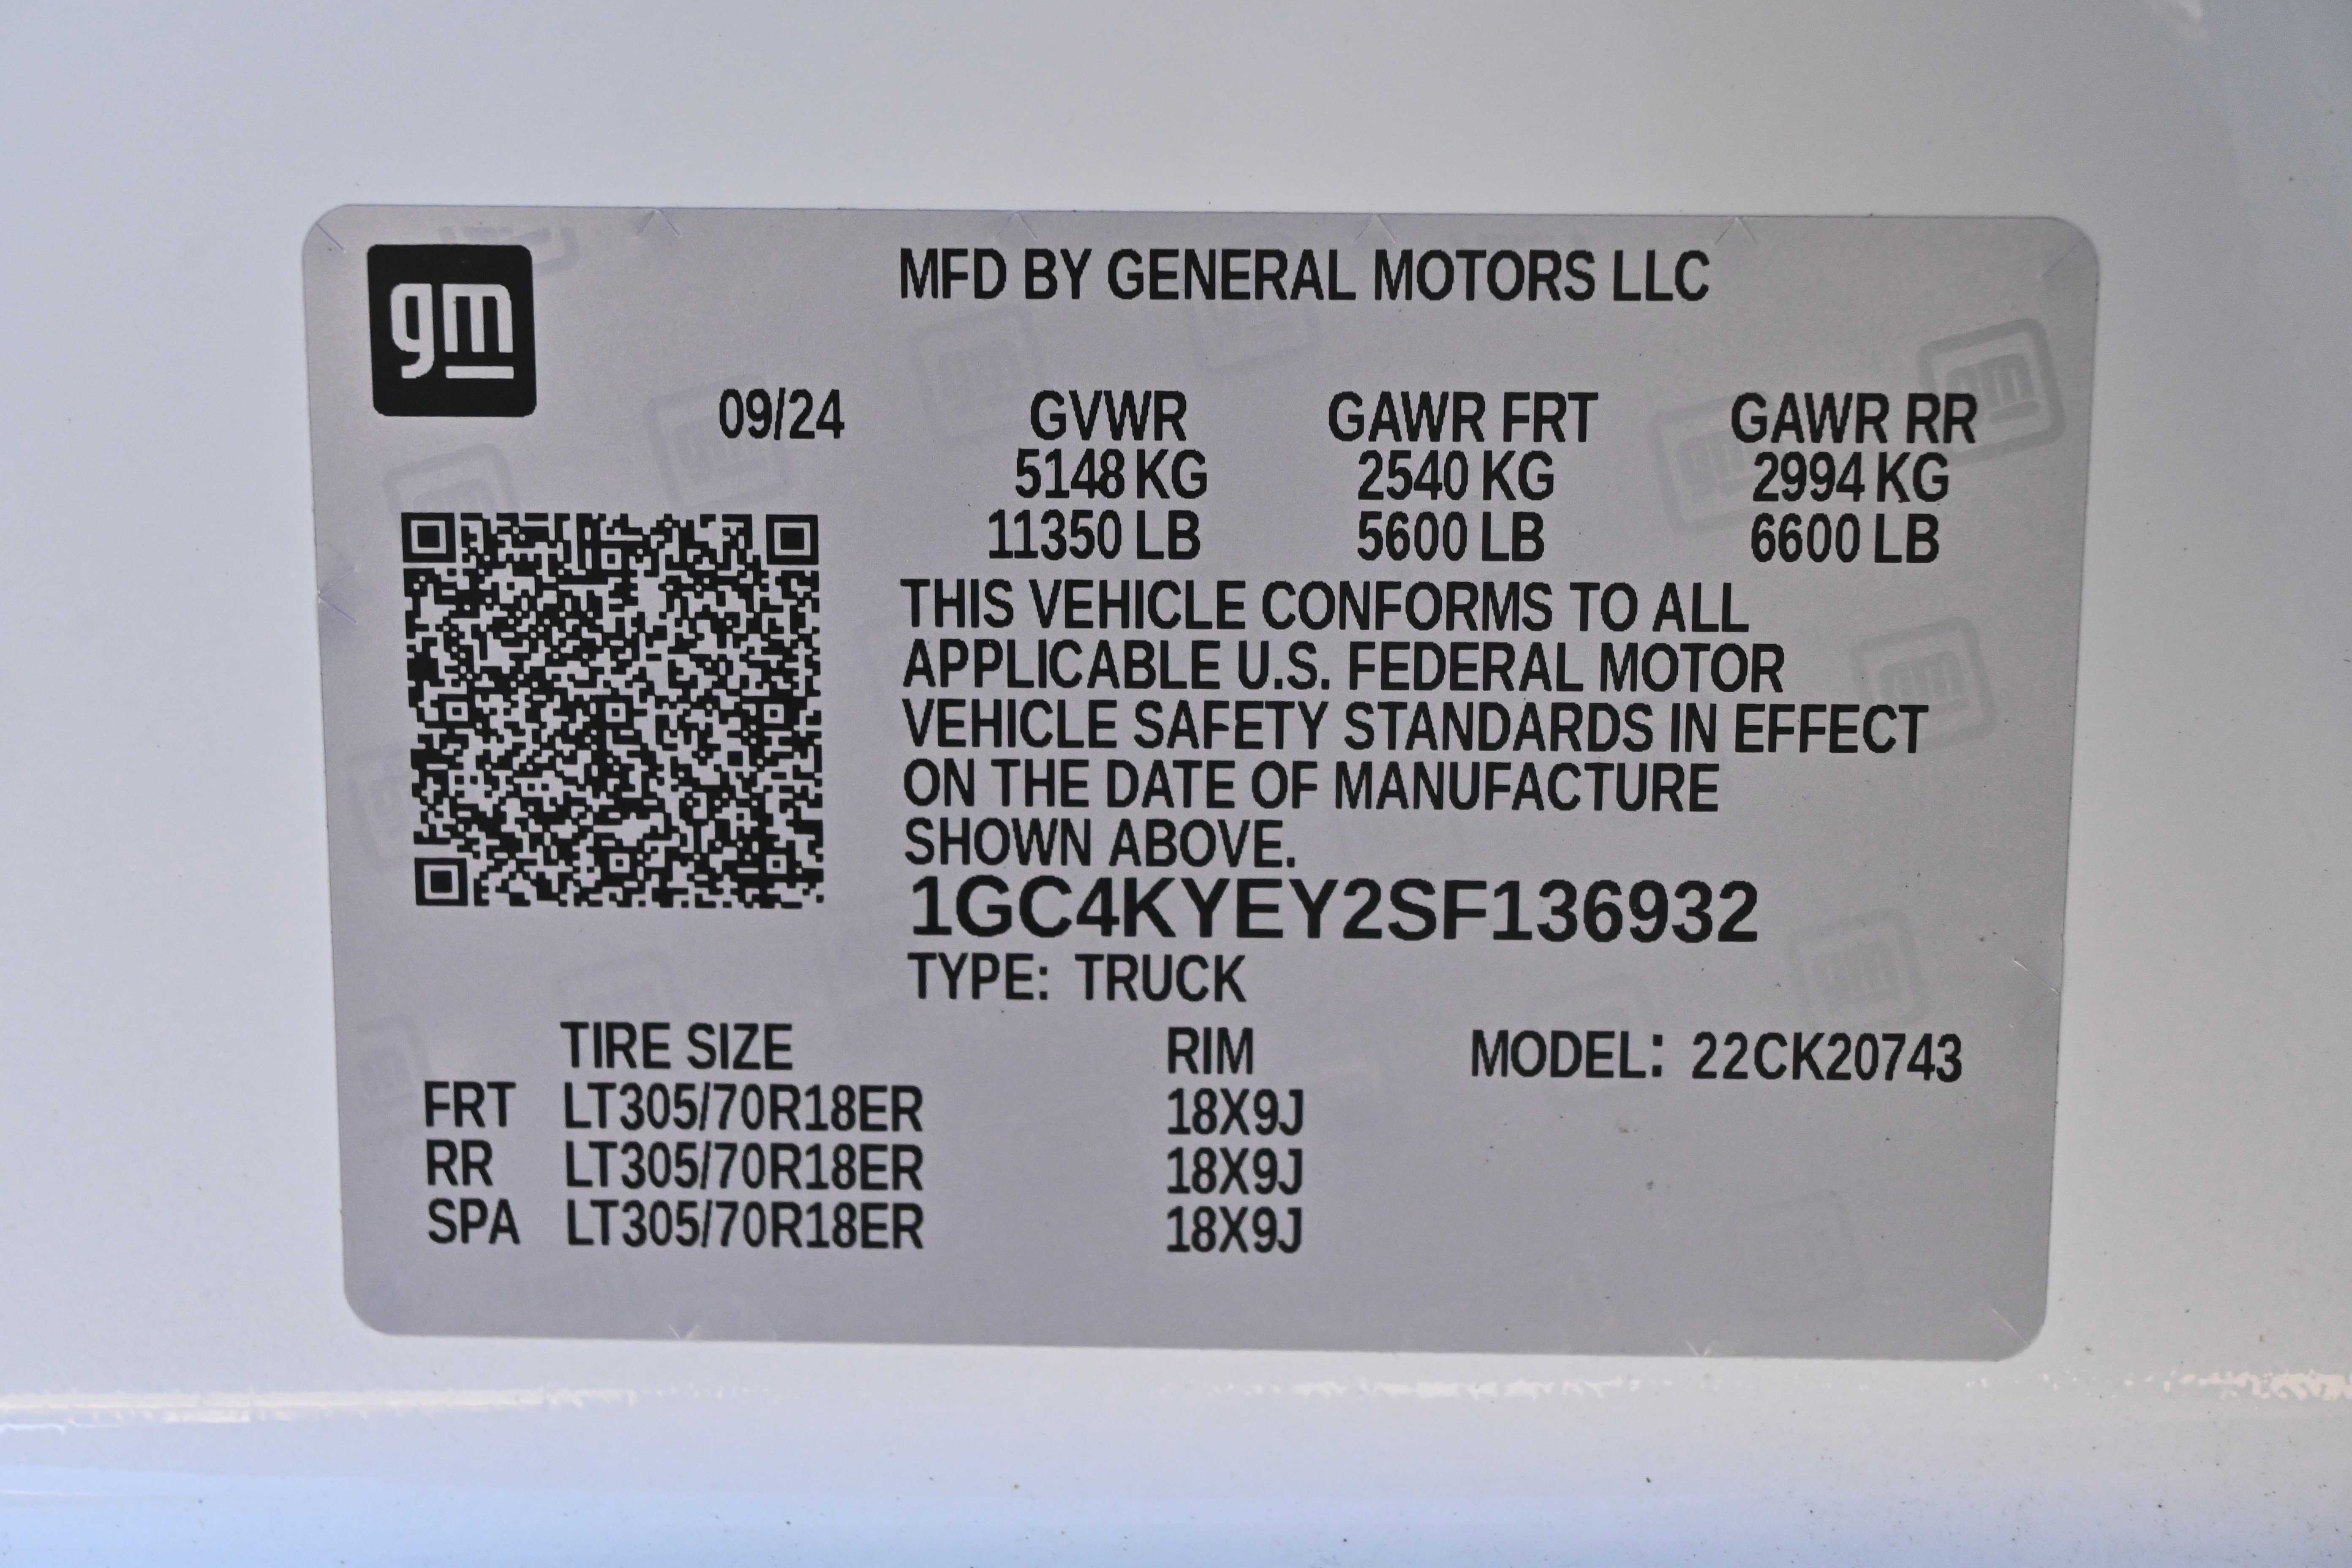 gm
MFD BY GENERAL MOTORS LLC
09/24 GVWR GAWR FRT GAWR RR
5148 KG 2540 KG 2994 KG
11350 LB 5600 LB 6600 LB
THIS VEHICLE CONFORMS TO ALL
APPLICABLE U.S. FEDERAL MOTOR
VEHICLE SAFETY STANDARDS IN EFFECT
ON THE DATE OF MANUFACTURE
SHOWN ABOVE.
1GC4KYEY2SF136932
TYPE: TRUCK
TIRE SIZE RIM MODEL: 22CK20743
FRT LT305/70R18ER 18X9J
RR LT305/70R18ER 18X9J
SPA LT305/70R18ER 18X9J